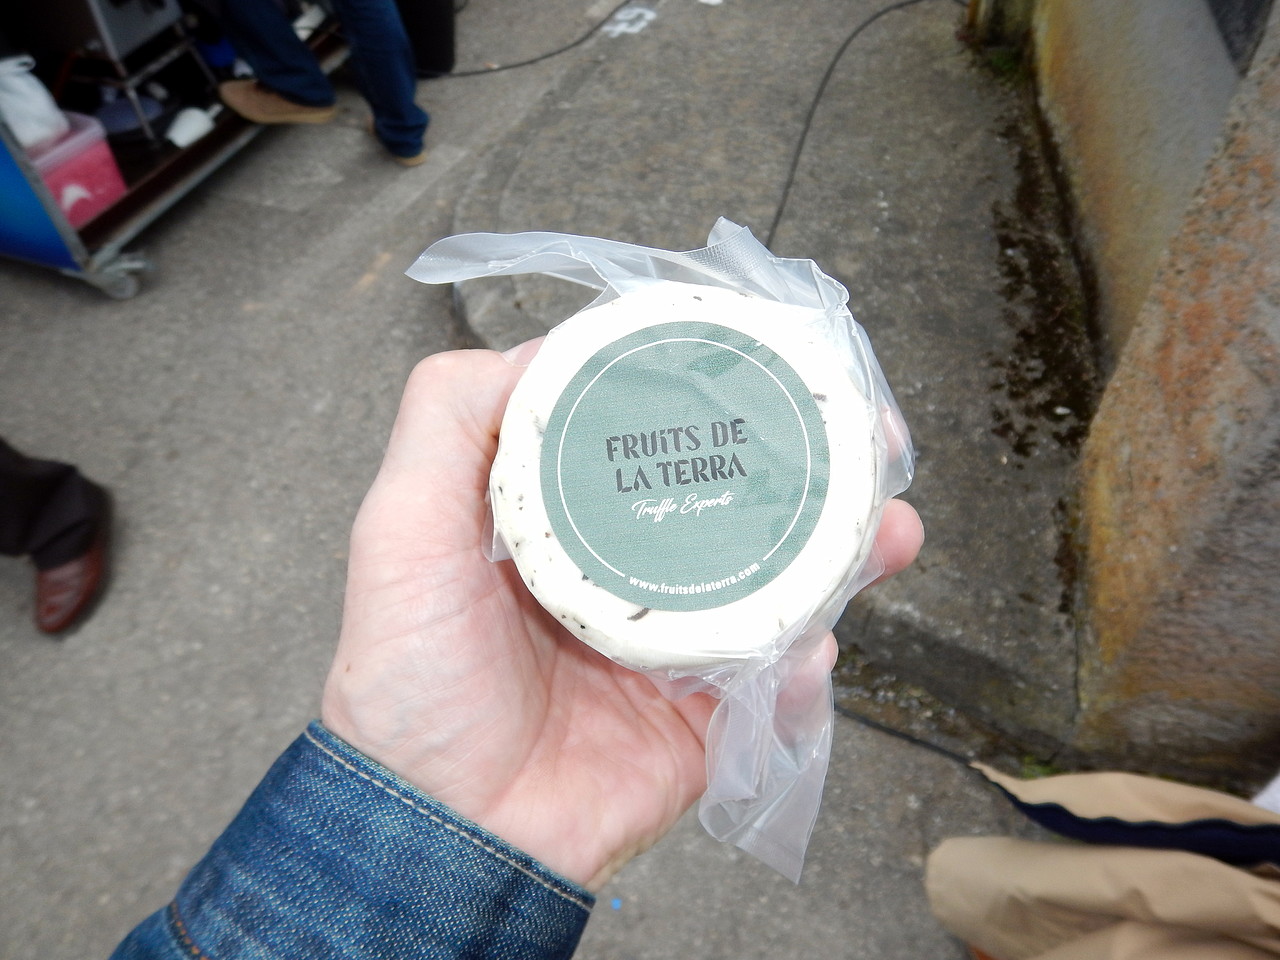 FRUiTS DE
LA TERRA
Truffle Experts
www.fruitsdelaterra.com